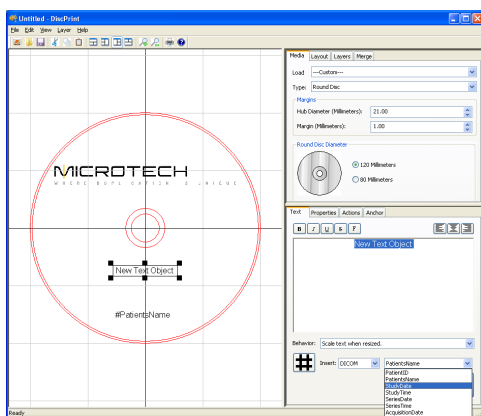 Untitled - DiscPrint
File Edit View Layer Help
MICROTECH
New Text Object
#PatientsName
Ready
Media Layout Layers Merge
Load ---Custom---
Type: Round Disc
Margins
Hub Diameter (Millimeters): 21.00
Margin (Millimeters): 1.00
Round Disc Diameter
120 Millimeters
80 Millimeters
Text Properties Actions Anchor
B I U S F
New Text Object
Behavior: Scale text when resized.
# Insert: DICOM PatientsName
PatientID
PatientsName
StudyDate
StudyTime
SeriesDate
SeriesTime
AcquisitionDate